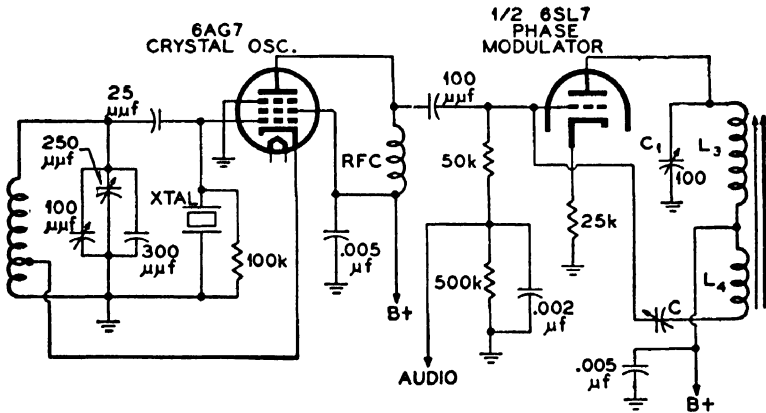 6AG7
CRYSTAL OSC.
1/2 6SL7
PHASE
MODULATOR
25
μμf
250
μμf
100
μμf
300
μμf
XTAL
100k
RFC
.005
μf
B+
100
μμf
50k
500k
.002
μf
AUDIO
25k
C1
100
L3
L4
C
.005
μf
B+